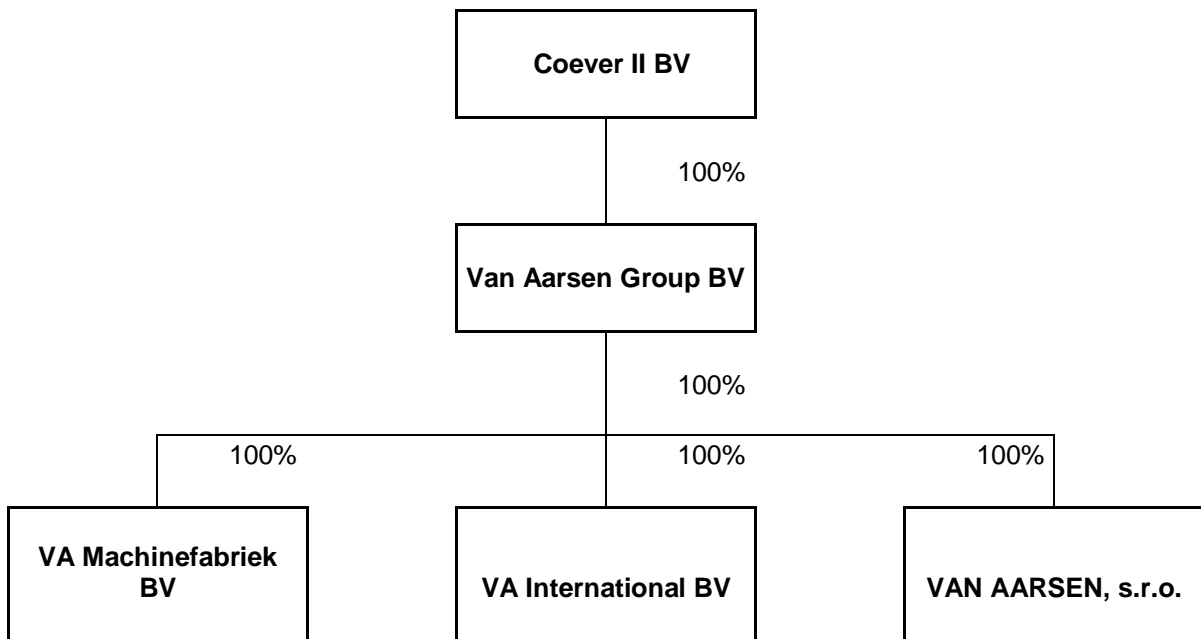 Coever II BV
100%
Van Aarsen Group BV
100%
100% 100% 100%
VA Machinefabriek
BV
VA International BV
VAN AARSEN, s.r.o.